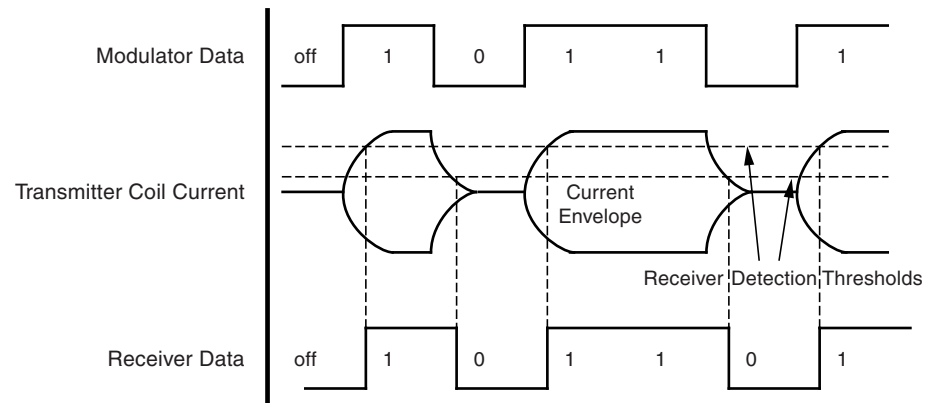 Modulator Data off 1 0 1 1 1
Transmitter Coil Current
Current
Envelope
Receiver Detection Thresholds
Receiver Data off 1 0 1 1 0 1